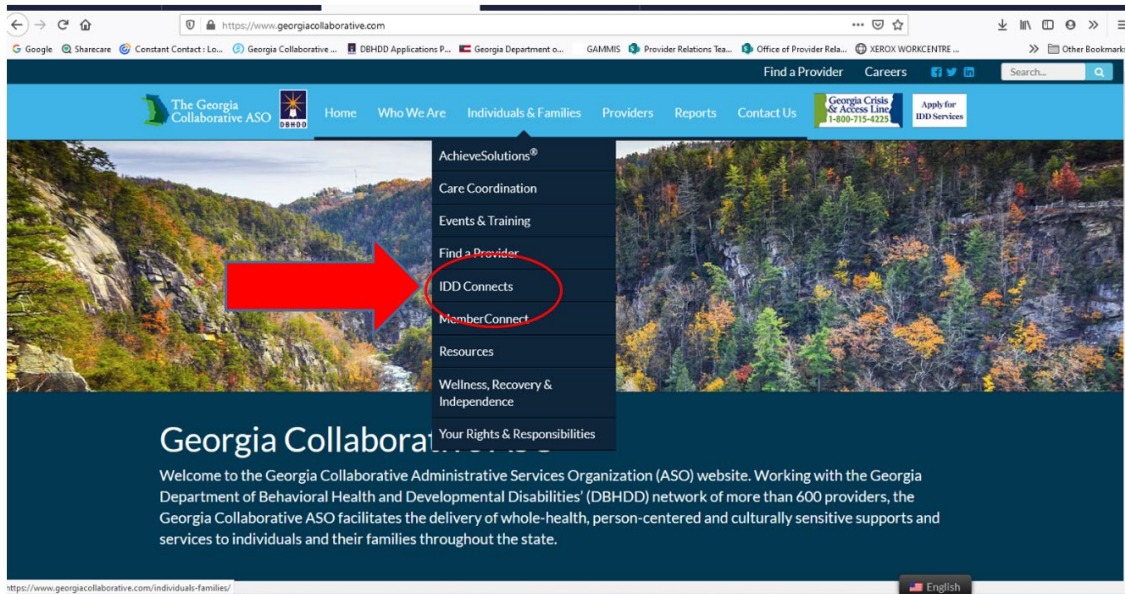 https://www.georgiacollaborative.com
Google Sharecare Constant Contact : Lo... Georgia Collaborative ... DBHDD Applications P... Georgia Department o... GAMMIS Provider Relations Tea... Office of Provider Rela... XEROX WORKCENTRE ... Other Bookmarks
Find a Provider Careers Search...
The Georgia
Collaborative ASO
DBHDD
Home Who We Are Individuals & Families Providers Reports Contact Us
Georgia Crisis
& Access Line
1-800-715-4225
Apply for
IDD Services
AchieveSolutions®
Care Coordination
Events & Training
Find a Provider
IDD Connects
MemberConnect
Resources
Wellness, Recovery &
Independence
Your Rights & Responsibilities
Georgia Collaborative ASO
Welcome to the Georgia Collaborative Administrative Services Organization (ASO) website. Working with the Georgia
Department of Behavioral Health and Developmental Disabilities' (DBHDD) network of more than 600 providers, the
Georgia Collaborative ASO facilitates the delivery of whole-health, person-centered and culturally sensitive supports and
services to individuals and their families throughout the state.
https://www.georgiacollaborative.com/individuals-families/
English